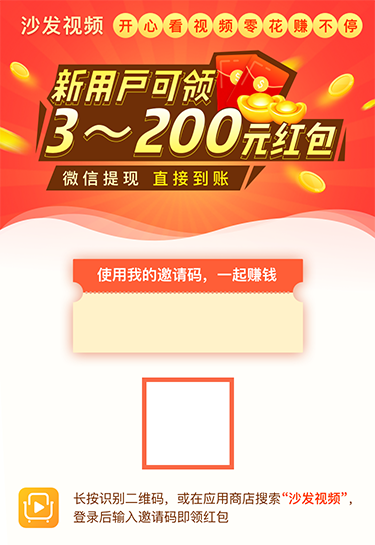 沙发视频 开心看视频零花赚不停
新用户可领
3~200元红包
微信提现 直接到账
使用我的邀请码，一起赚钱
长按识别二维码，或在应用商店搜索“沙发视频”，
登录后输入邀请码即领红包